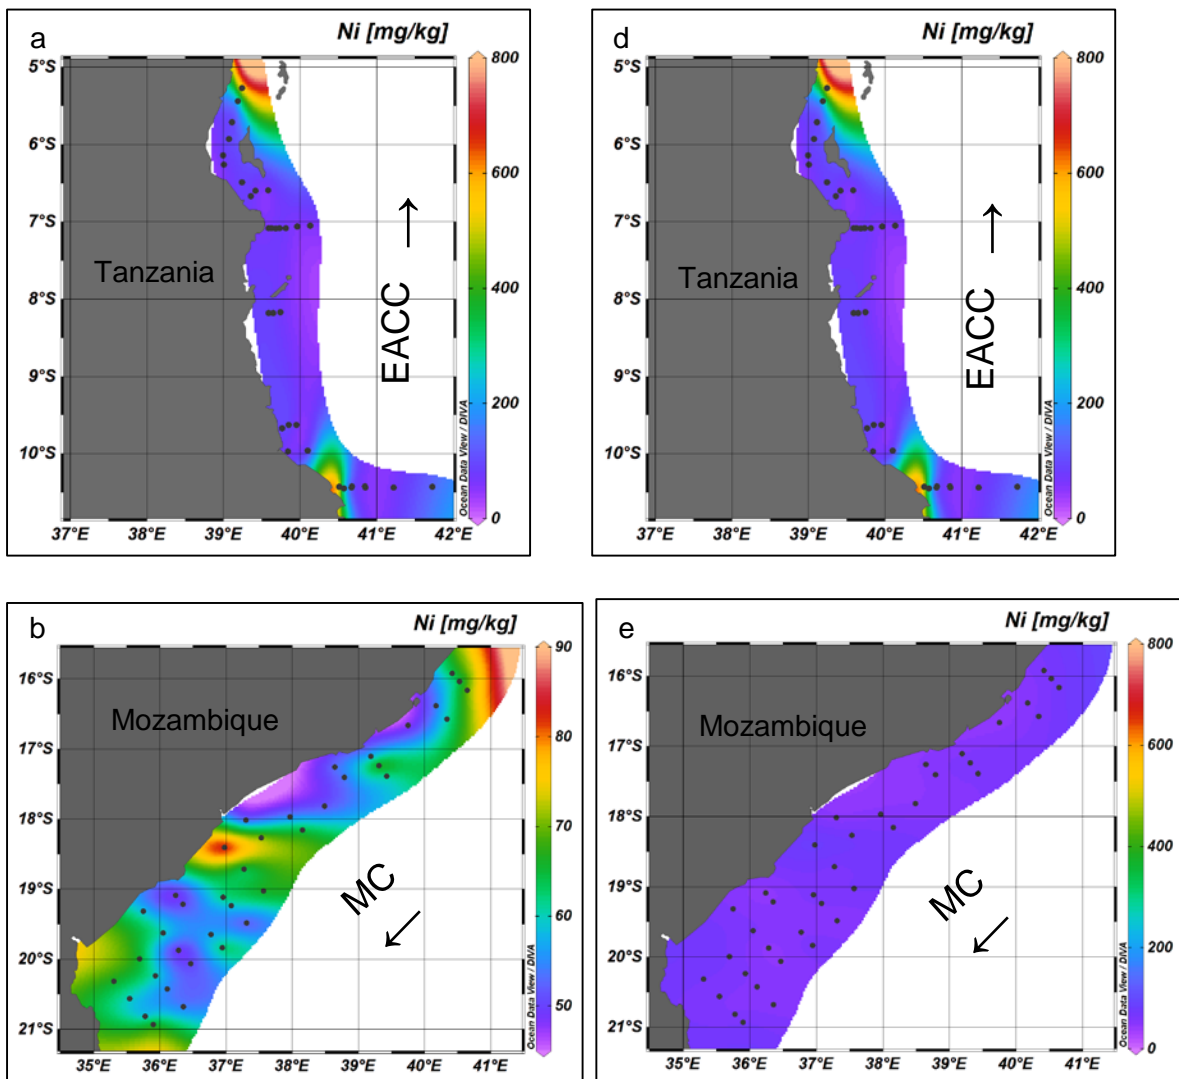 a
Ni [mg/kg]
5°S
6°S
7°S
8°S
9°S
10°S
37°E
38°E
39°E
40°E
41°E
42°E
Tanzania
EACC
→
800
600
400
200
0
Ocean Data View / DIVA
d
Ni [mg/kg]
5°S
6°S
7°S
8°S
9°S
10°S
37°E
38°E
39°E
40°E
41°E
42°E
Tanzania
EACC
→
800
600
400
200
0
Ocean Data View / DIVA
b
Ni [mg/kg]
16°S
17°S
18°S
19°S
20°S
21°S
35°E
36°E
37°E
38°E
39°E
40°E
41°E
Mozambique
MC
90
80
70
60
50
Ocean Data View / DIVA
e
Ni [mg/kg]
16°S
17°S
18°S
19°S
20°S
21°S
35°E
36°E
37°E
38°E
39°E
40°E
41°E
Mozambique
MC
800
600
400
200
0
Ocean Data View / DIVA